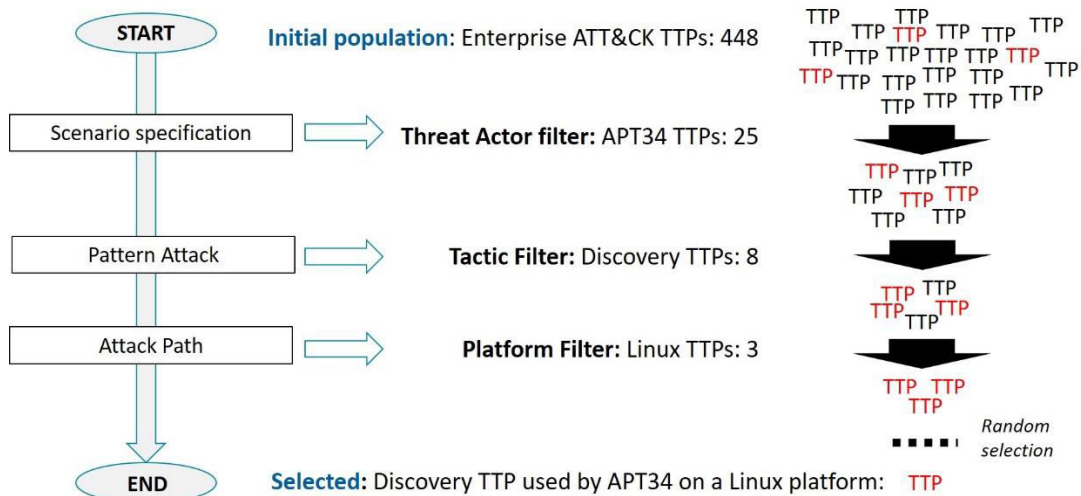 START
Initial population: Enterprise ATT&CK TTPs: 448
TTP TTP TTP
TTP TTP TTP TTP
TTP TTP TTP TTP TTP TTP
TTP TTP TTP TTP TTP TTP
TTP TTP TTP
Scenario specification
Threat Actor filter: APT34 TTPs: 25
TTP TTP TTP
TTP TTP TTP
TTP TTP
Pattern Attack
Tactic Filter: Discovery TTPs: 8
TTP TTP
TTP TTP TTP
Attack Path
Platform Filter: Linux TTPs: 3
TTP TTP
TTP
Random
selection
END
Selected: Discovery TTP used by APT34 on a Linux platform: TTP